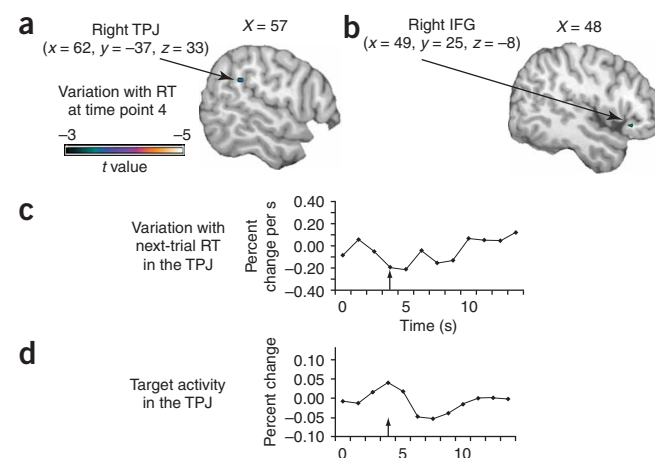 a
Right TPJ
(x = 62, y = –37, z = 33)
X = 57
Variation with RT
at time point 4
–3
–5
t value
b
Right IFG
(x = 49, y = 25, z = –8)
X = 48
c
Variation with
next-trial RT
in the TPJ
Percent
change per s
0.40
0.20
0.00
–0.20
–0.40
0
5
10
Time (s)
d
Target activity
in the TPJ
Percent change
0.10
0.05
0.00
–0.05
–0.10
0
5
10